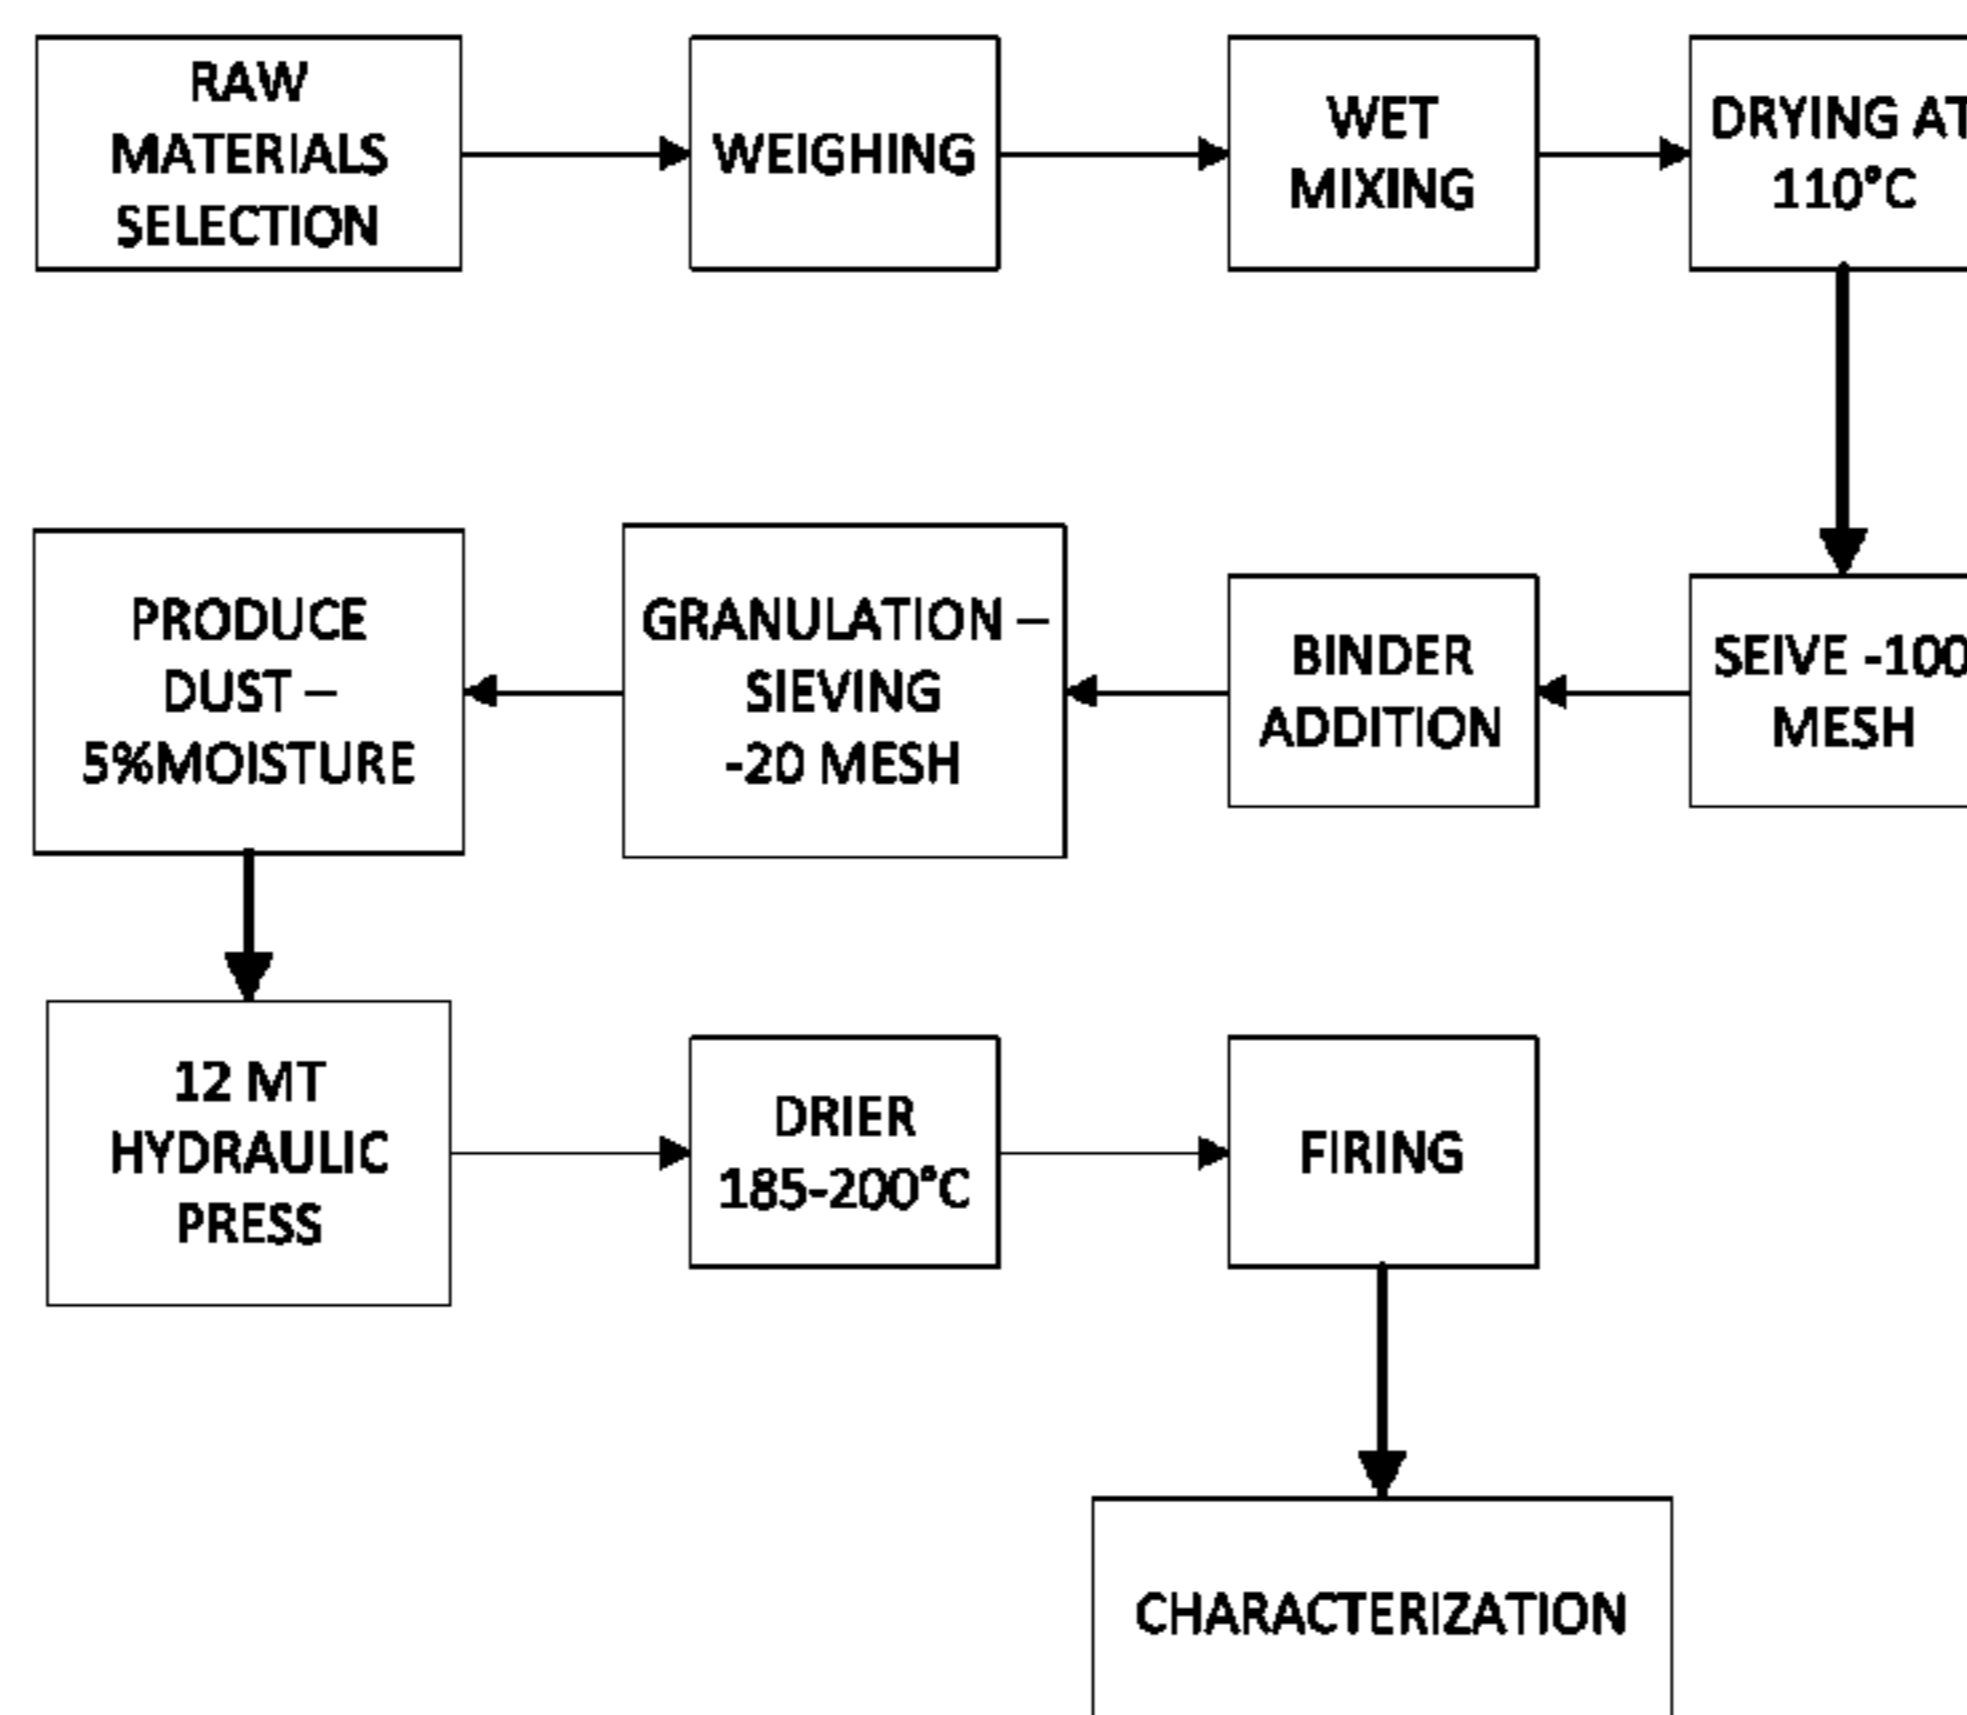 RAW
MATERIALS
SELECTION
WEIGHING
WET
MIXING
DRYING AT
110°C
SEIVE -100
MESH
BINDER
ADDITION
GRANULATION –
SIEVING
-20 MESH
PRODUCE
DUST –
5%MOISTURE
12 MT
HYDRAULIC
PRESS
DRIER
185-200°C
FIRING
CHARACTERIZATION